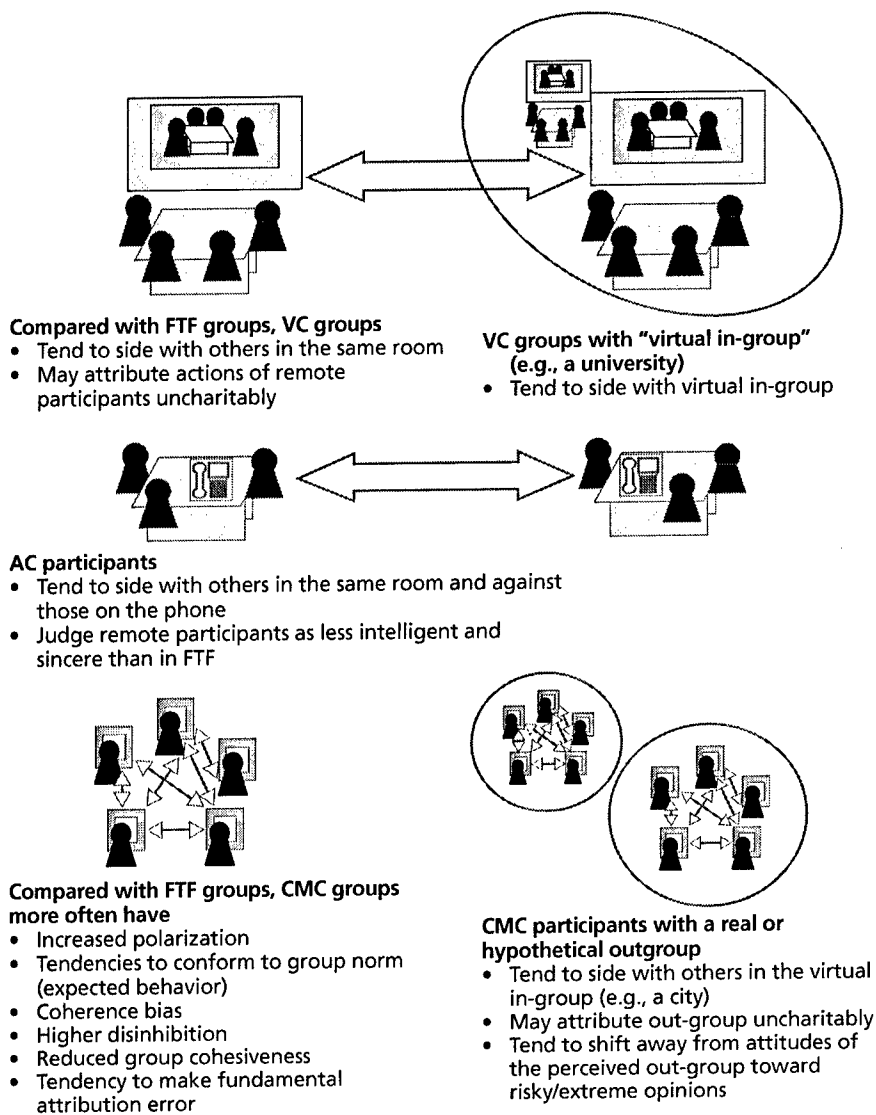 Compared with FTF groups, VC groups
• Tend to side with others in the same room
• May attribute actions of remote
participants uncharitably
VC groups with “virtual in-group”
(e.g., a university)
• Tend to side with virtual in-group
AC participants
• Tend to side with others in the same room and against
those on the phone
• Judge remote participants as less intelligent and
sincere than in FTF
Compared with FTF groups, CMC groups
more often have
• Increased polarization
• Tendencies to conform to group norm
(expected behavior)
• Coherence bias
• Higher disinhibition
• Reduced group cohesiveness
• Tendency to make fundamental
attribution error
CMC participants with a real or
hypothetical outgroup
• Tend to side with others in the virtual
in-group (e.g., a city)
• May attribute out-group uncharitably
• Tend to shift away from attitudes of
the perceived out-group toward
risky/extreme opinions